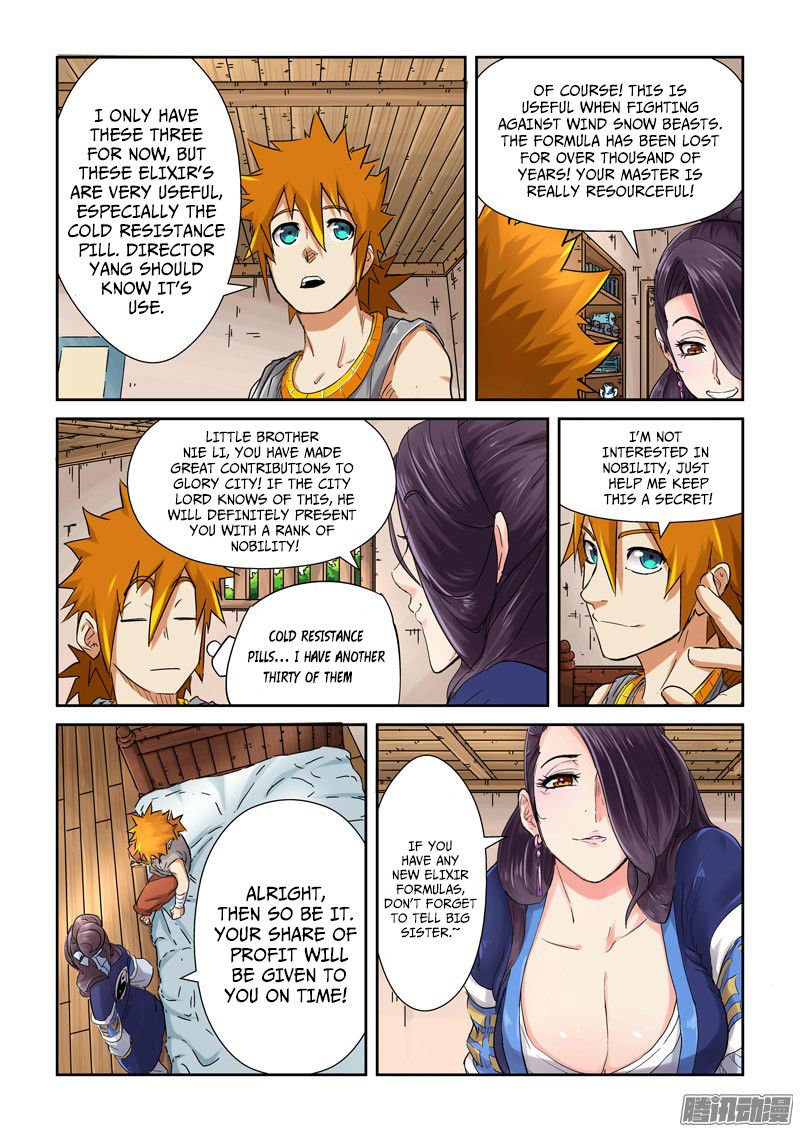 I ONLY HAVE
THESE THREE
FOR NOW, BUT
THESE ELIXIR'S
ARE VERY USEFUL,
ESPECIALLY THE
COLD RESISTANCE
PILL. DIRECTOR
YANG SHOULD
KNOW IT'S
USE.
OF COURSE! THIS IS
USEFUL WHEN FIGHTING
AGAINST WIND SNOW BEASTS.
THE FORMULA HAS BEEN LOST
FOR OVER THOUSAND OF
YEARS! YOUR MASTER IS
REALLY RESOURCEFUL!
LITTLE BROTHER
NIE LI, YOU HAVE MADE
GREAT CONTRIBUTIONS TO
GLORY CITY! IF THE CITY
LORD KNOWS OF THIS, HE
WILL DEFINITELY PRESENT
YOU WITH A RANK OF
NOBILITY!
COLD RESISTANCE
PILLS... I HAVE ANOTHER
THIRTY OF THEM
I'M NOT
INTERESTED IN
NOBILITY, JUST
HELP ME KEEP
THIS A SECRET!
ALRIGHT,
THEN SO BE IT.
YOUR SHARE OF
PROFIT WILL
BE GIVEN TO
YOU ON TIME!
IF YOU
HAVE ANY
NEW ELIXIR
FORMULAS,
DON'T FORGET
TO TELL BIG
SISTER.~
腾讯动漫